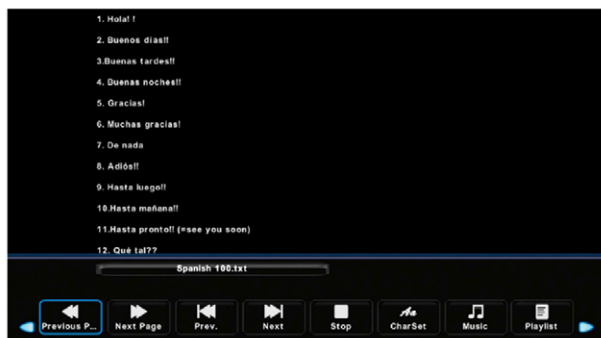 1. Hola! !
2. Buenos días!!
3.Buenas tardes!!
4. Buenas noches!!
5. Gracias!
6. Muchas gracias!
7. De nada
8. Adiós!!
9. Hasta luego!!
10.Hasta mañana!!
11.Hasta pronto!! (=see you soon)
12. Qué tal??
Spanish 100.txt
Previous P... Next Page Prev. Next Stop CharSet Music Playlist